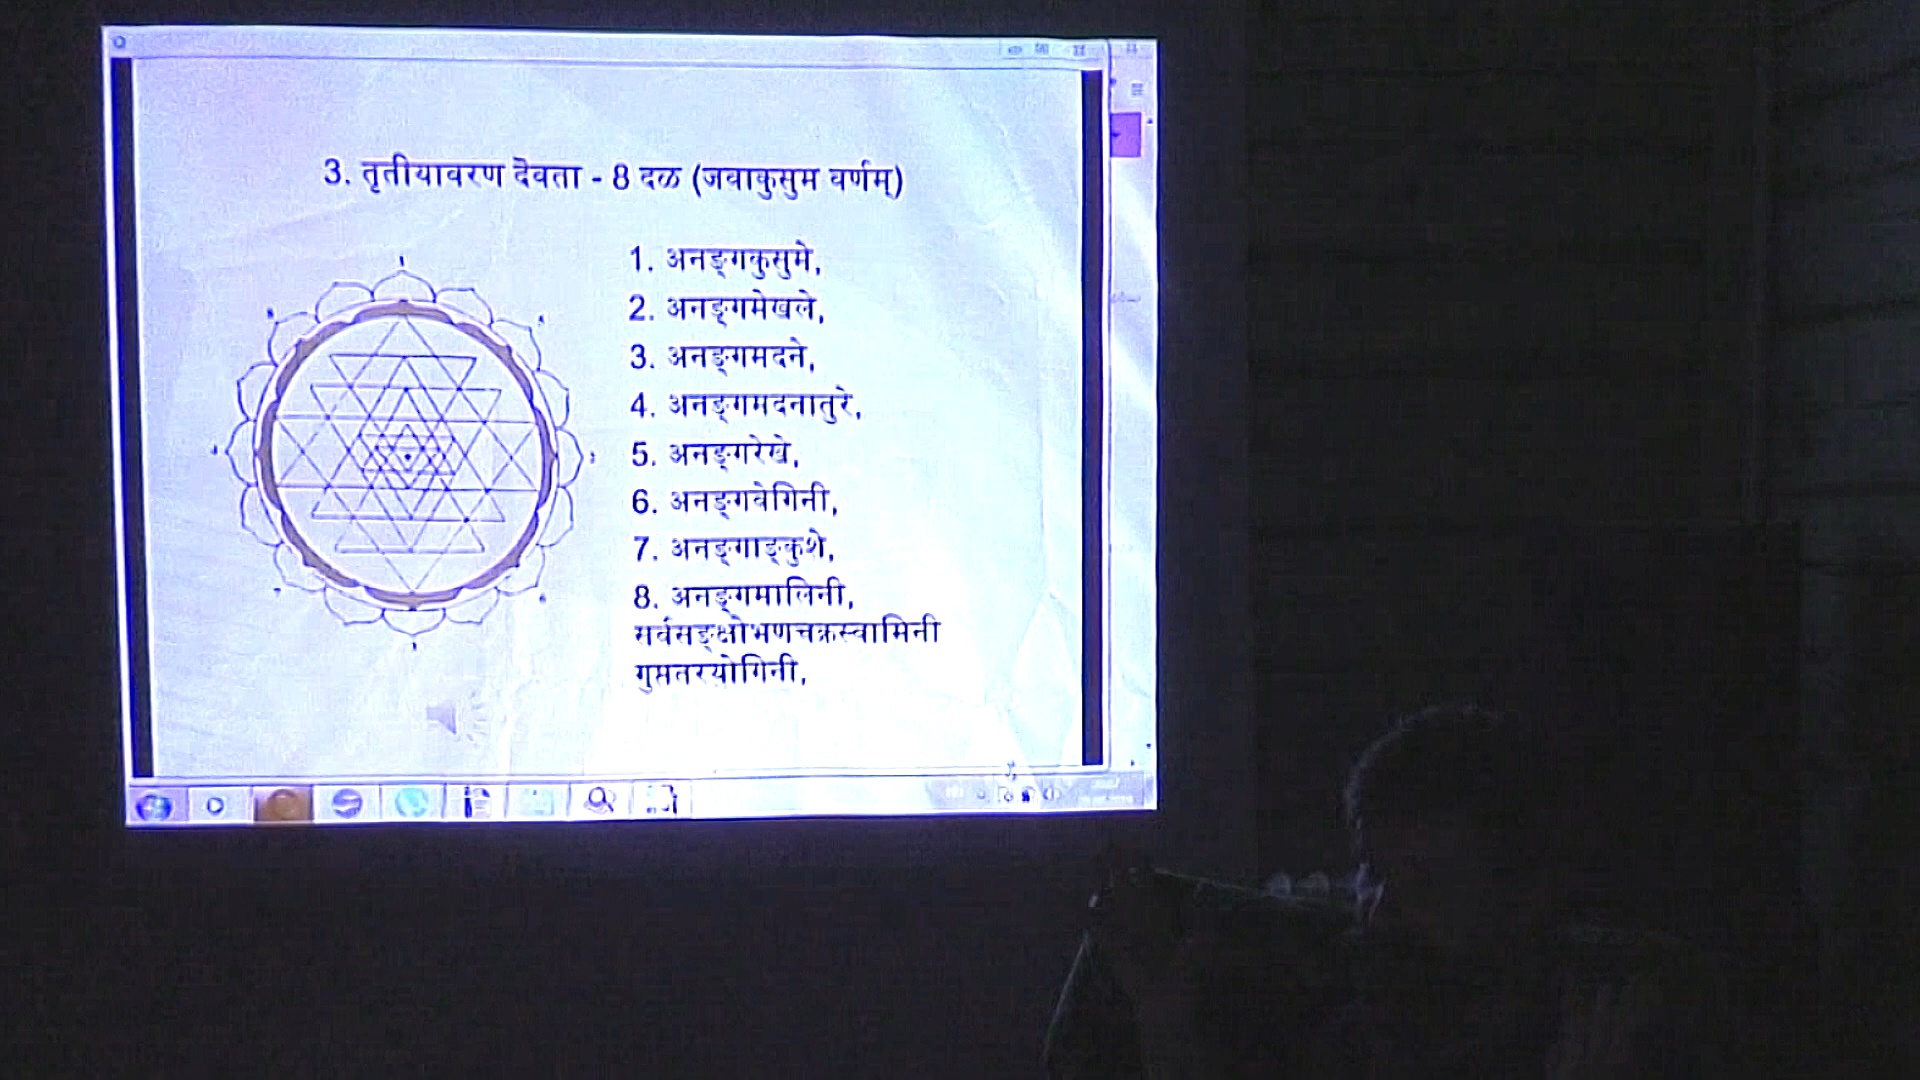 3. तृतीयावरण दॆवता - 8 दळ (जवाकुसुम वर्णम्)
1. अनङ्गकुसुमे,
2. अनङ्गमेखले,
3. अनङ्गमदने,
4. अनङ्गमदनातुरे,
5. अनङ्गरेखे,
6. अनङ्गवेगिनी,
7. अनङ्गाङ्कुशे,
8. अनङ्गमालिनी,
सर्वसङ्क्षोभणचक्रस्वामिनी
गुप्ततरयोगिनी,